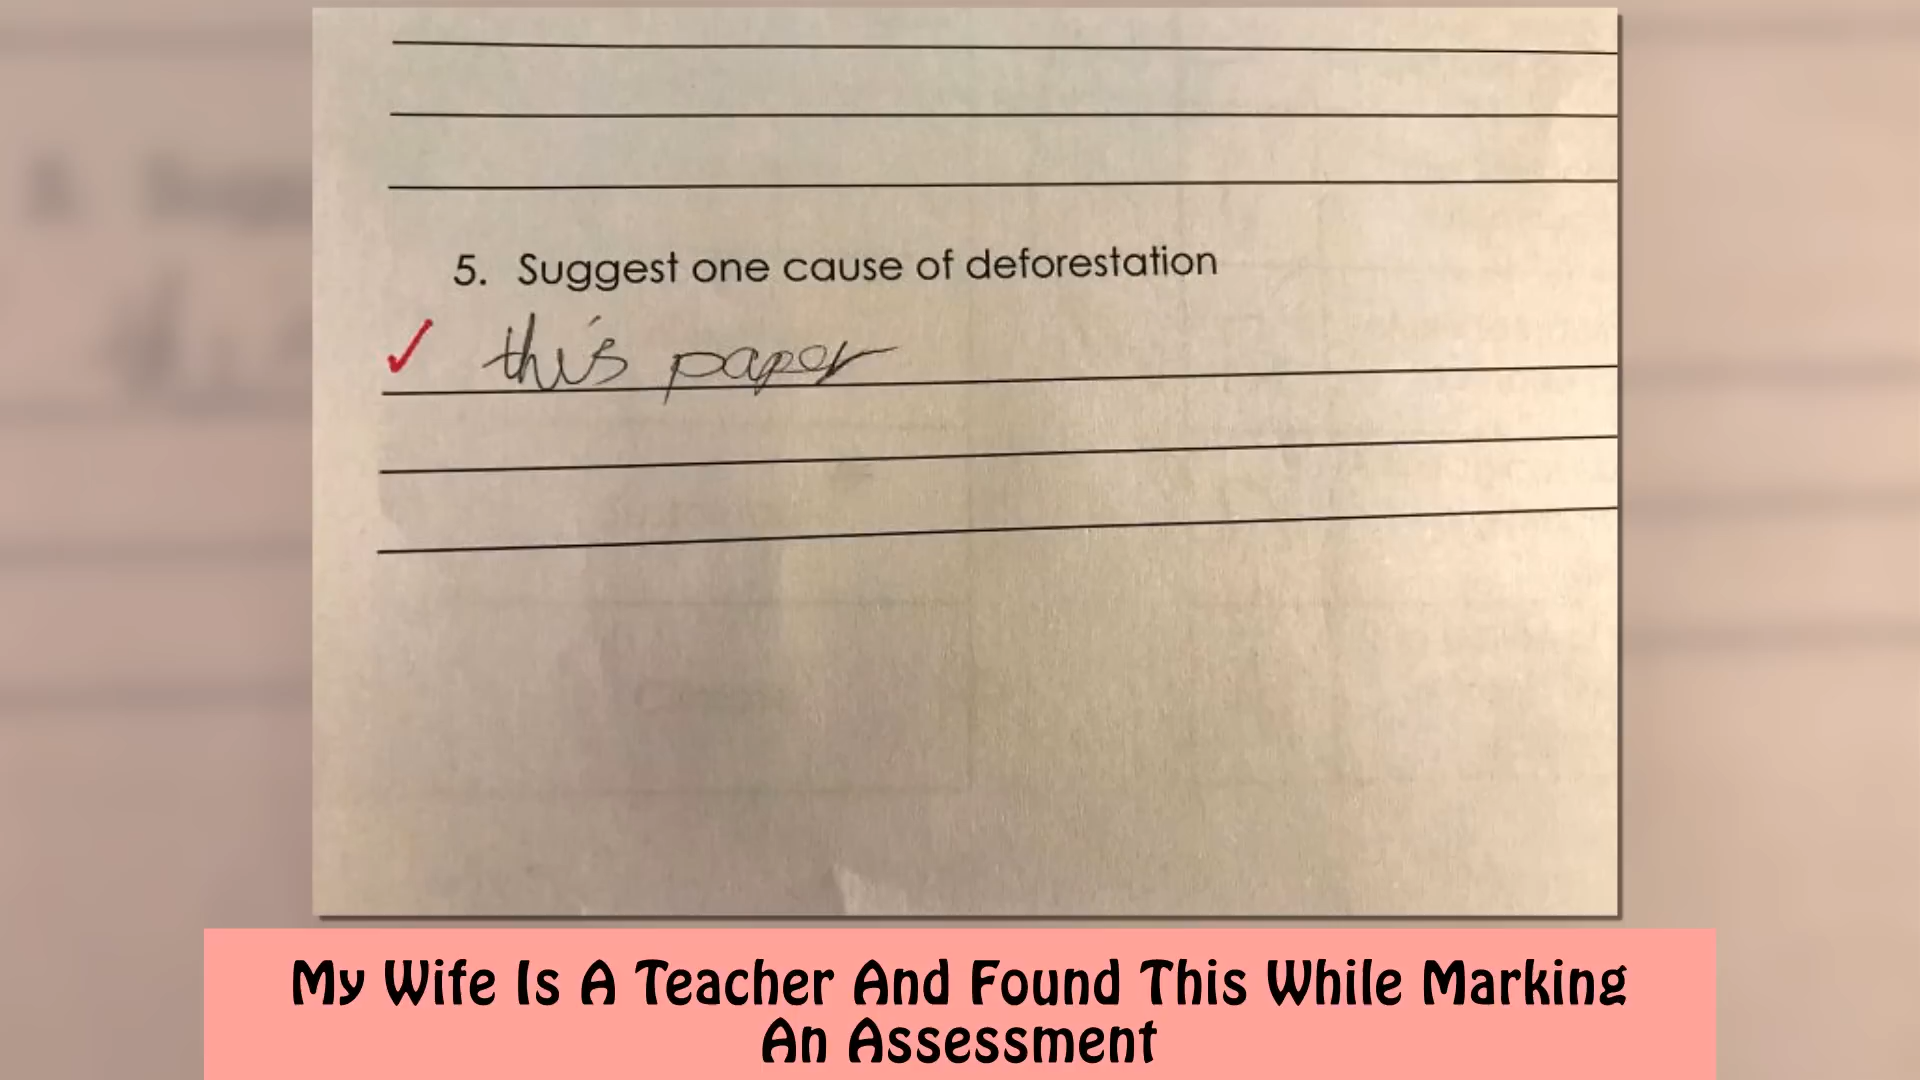 5. Suggest one cause of deforestation
✓ this paper
My Wife Is A Teacher And Found This While Marking
An Assessment